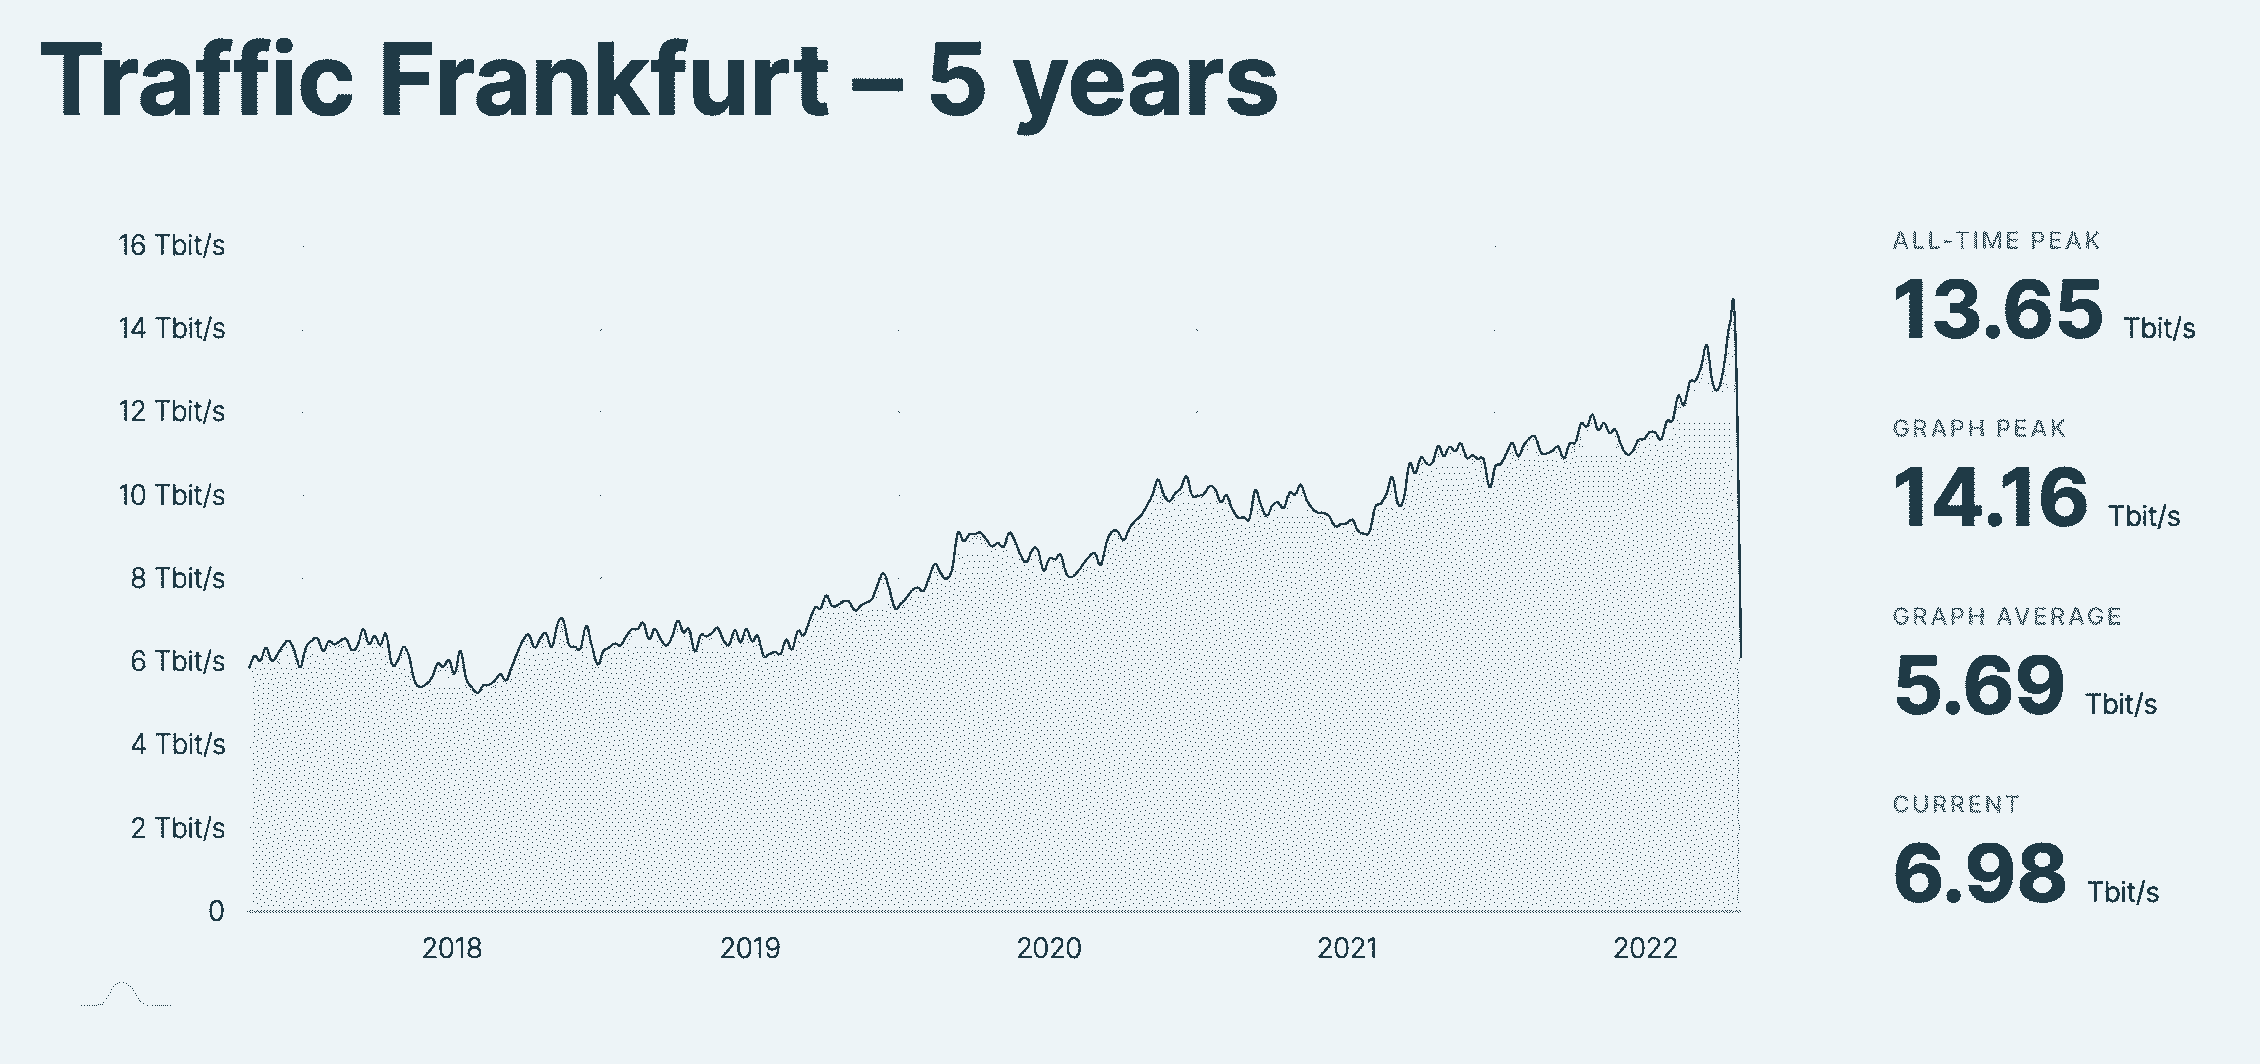 Traffic Frankfurt – 5 years
16 Tbit/s
14 Tbit/s
12 Tbit/s
10 Tbit/s
8 Tbit/s
6 Tbit/s
4 Tbit/s
2 Tbit/s
0
2018
2019
2020
2021
2022
ALL-TIME PEAK
13.65 Tbit/s
GRAPH PEAK
14.16 Tbit/s
GRAPH AVERAGE
5.69 Tbit/s
CURRENT
6.98 Tbit/s